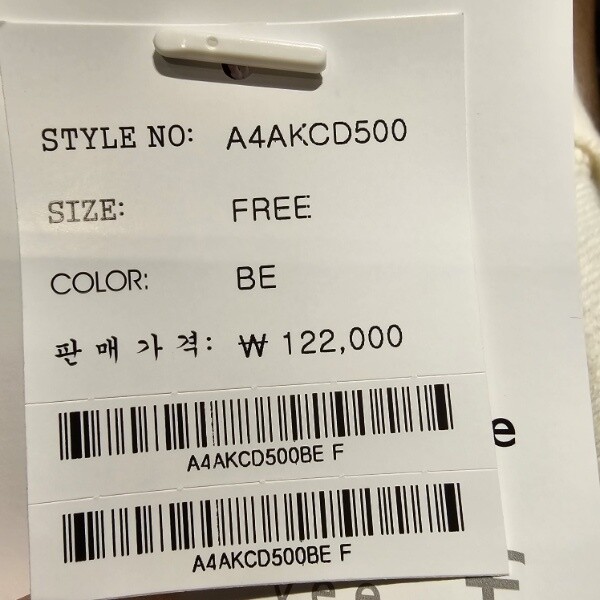 STYLE NO: A4AKCD500
SIZE: FREE
COLOR: BE
판매가격: ₩ 122,000
A4AKCD500BE F
A4AKCD500BE F